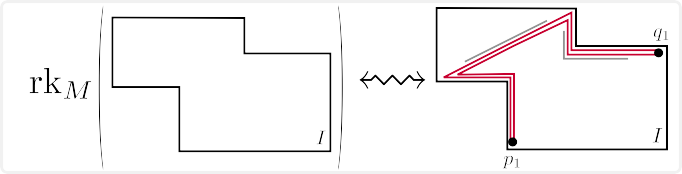 rk_M ( I ) ↭ q_1
I
p_1